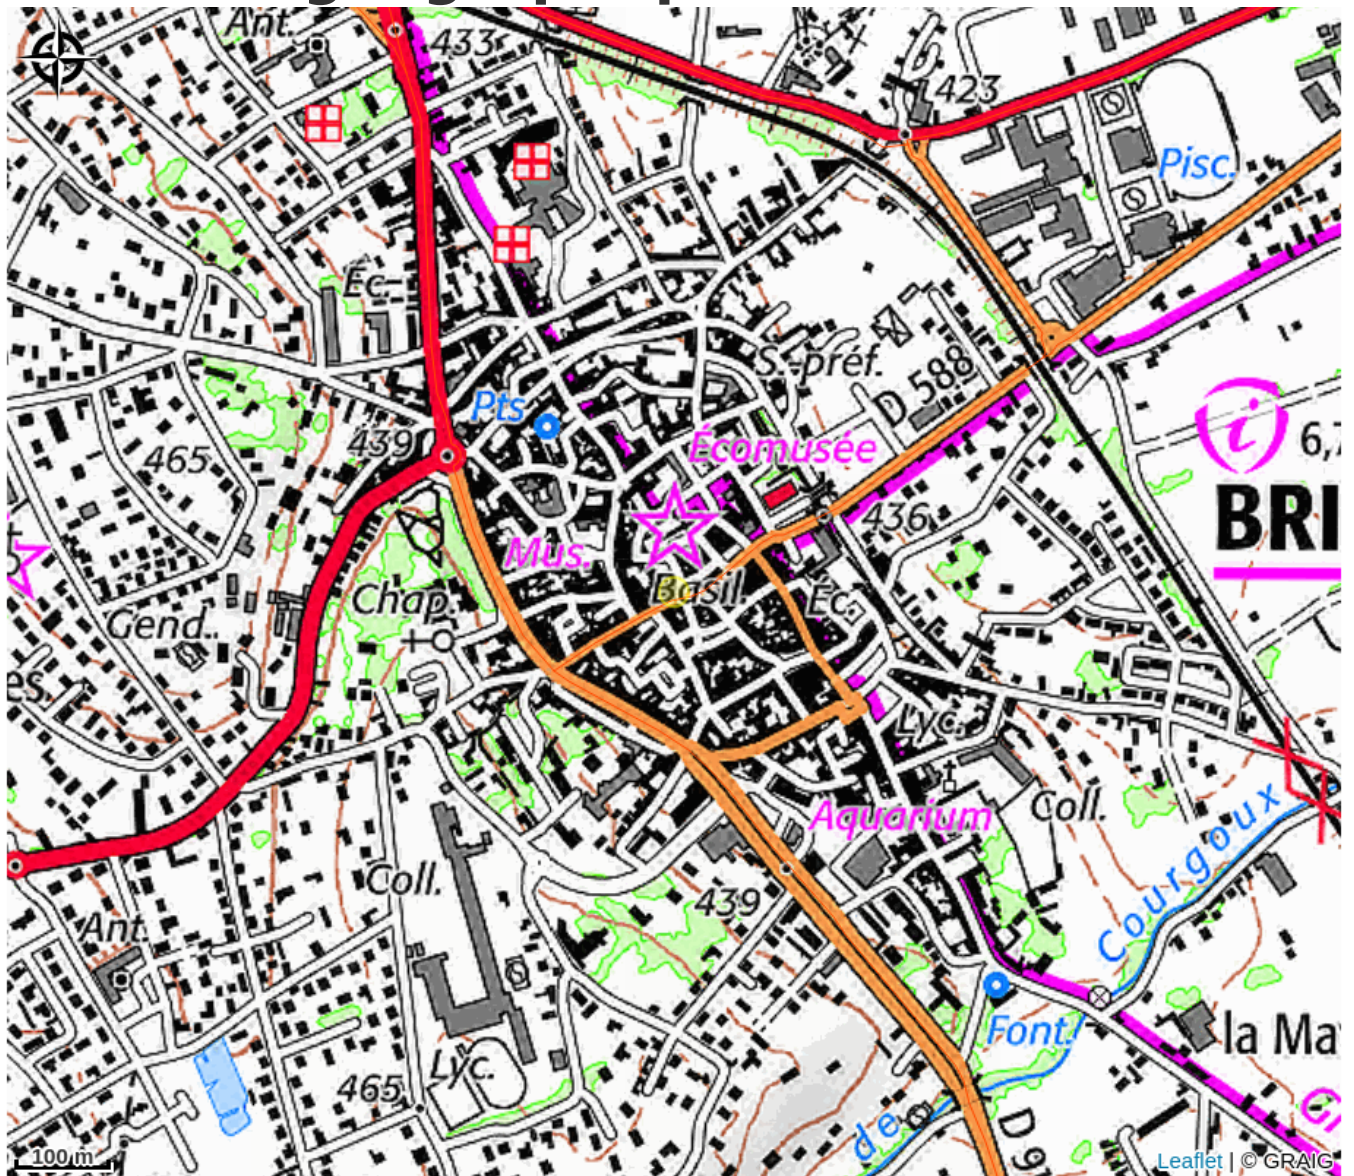 Ant.
433
423
Pisc.
Éc.
S.-préf.
D 588
Pts
Écomusée
439
465
6,7
BRI
436
Mus.
Basil.
Éc.
Chap.
Gend.
es
Lyc.
Aquarium
Coll.
Courgoux
Coll.
439
Ant.
Font.
la Ma
Lyc.
465
de
D 9
100 m
Leaflet | © GRAIG